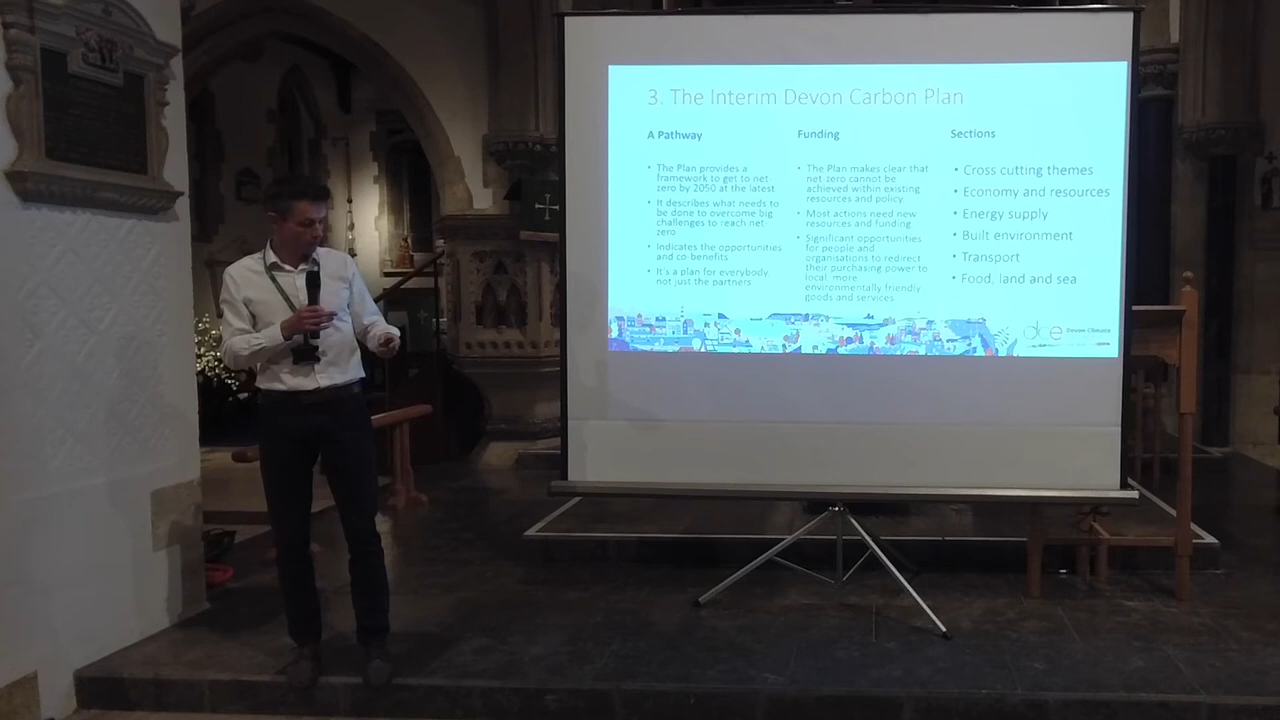 3. The Interim Devon Carbon Plan
A Pathway
• The Plan provides a
framework to get to net-
zero by 2050 at the latest
• It describes what needs to
be done to overcome big
challenges to reach net-
zero
• Indicates the opportunities
and co-benefits
• It's a plan for everybody
not just the partners
Funding
• The Plan makes clear that
net-zero cannot be
achieved within existing
resources and policy.
• Most actions need new
resources and funding
• Significant opportunities
for people and
organisations to redirect
their purchasing power to
local, more
environmentally friendly
goods and services
Sections
• Cross cutting themes
• Economy and resources
• Energy supply
• Built environment
• Transport
• Food, land and sea
dce Devon Climate